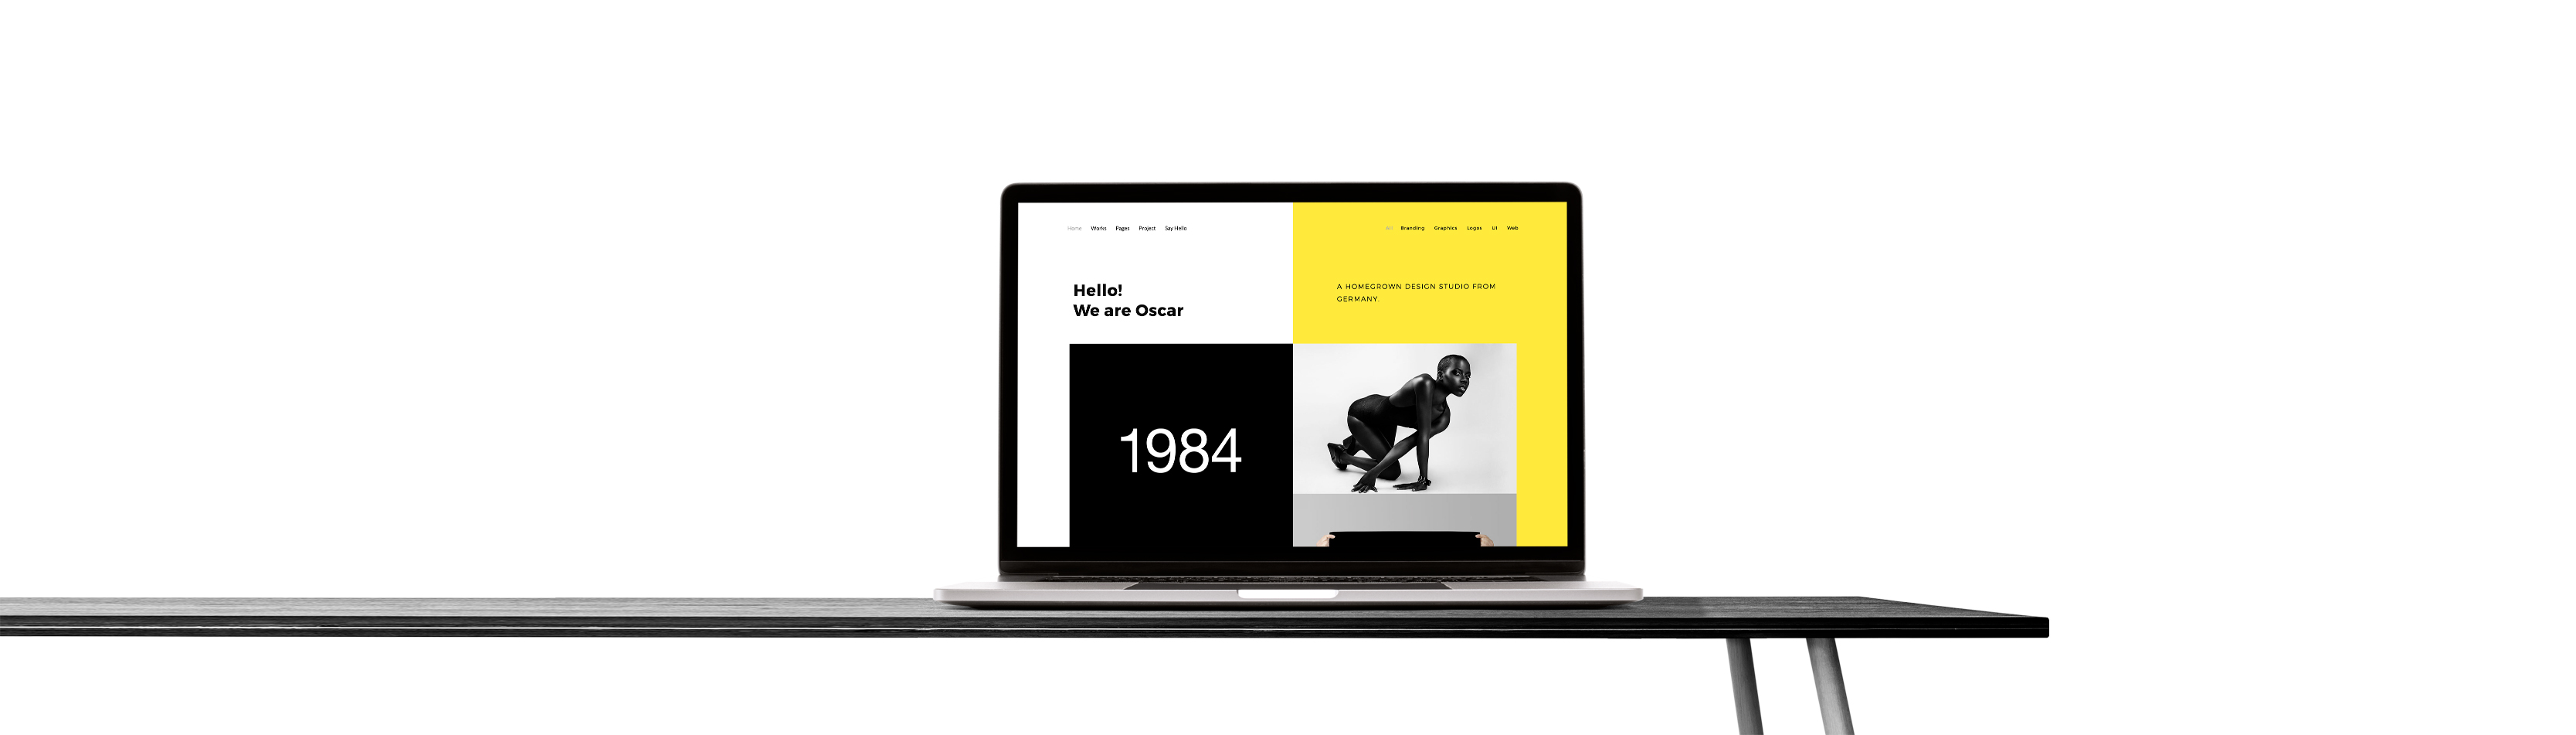 Home Works Pages Project Say Hello
All Branding Graphics Logos UI Web
Hello!
We are Oscar
A HOMEGROWN DESIGN STUDIO FROM
GERMANY.
1984